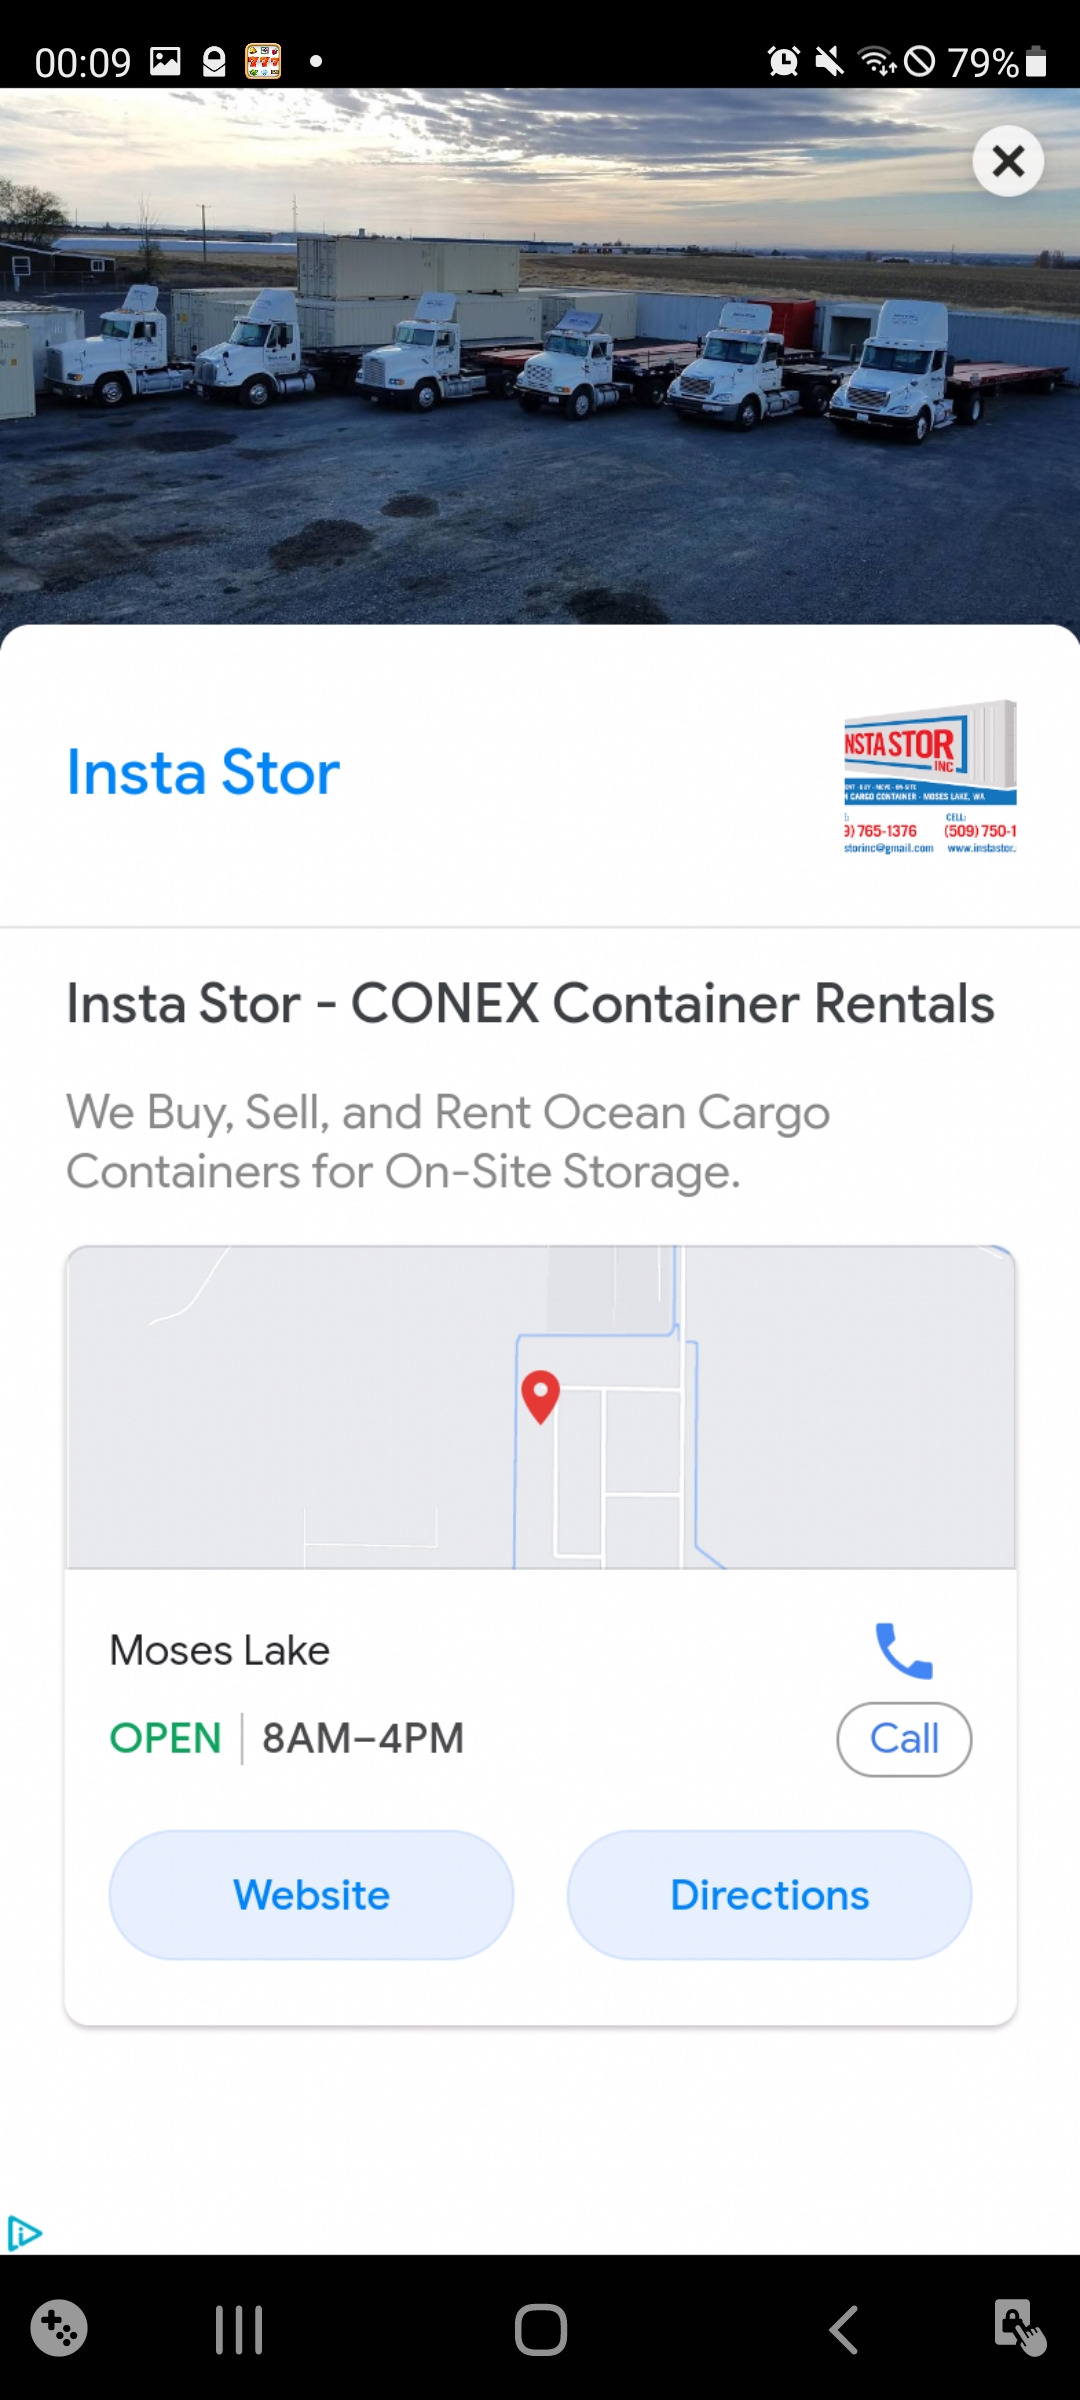 00:09
79%
Insta Stor
NSTA STOR
INC
CARGO CONTAINER - MOSES LAKE, WA
CELL:
9) 765-1376 (509) 750-1
storinc@gmail.com www.instastor.
Insta Stor - CONEX Container Rentals
We Buy, Sell, and Rent Ocean Cargo
Containers for On-Site Storage.
Moses Lake
OPEN 8AM–4PM
Call
Website Directions